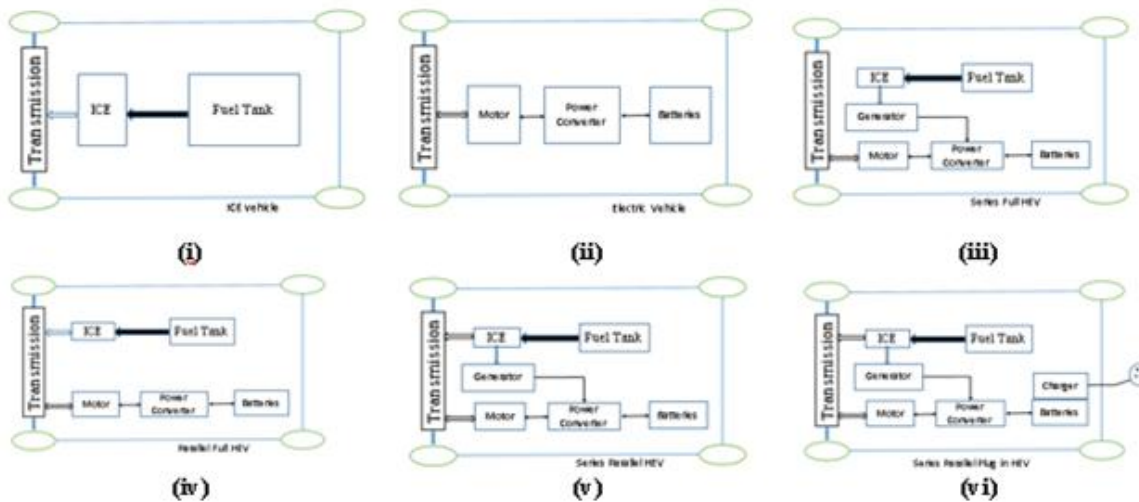 Transmission
ICE
Fuel Tank
ICE vehicle
(i)
Transmission
Motor
Power
Converter
Batteries
Electric Vehicle
(ii)
Transmission
ICE
Fuel Tank
Generator
Motor
Power
Converter
Batteries
Series Full HEV
(iii)
Transmission
ICE
Fuel Tank
Motor
Power
Converter
Batteries
Parallel Full HEV
(iv)
Transmission
ICE
Fuel Tank
Generator
Motor
Power
Converter
Batteries
Series Parallel HEV
(v)
Transmission
ICE
Fuel Tank
Generator
Charger
Motor
Power
Converter
Batteries
Series Parallel Plug in HEV
(vi)